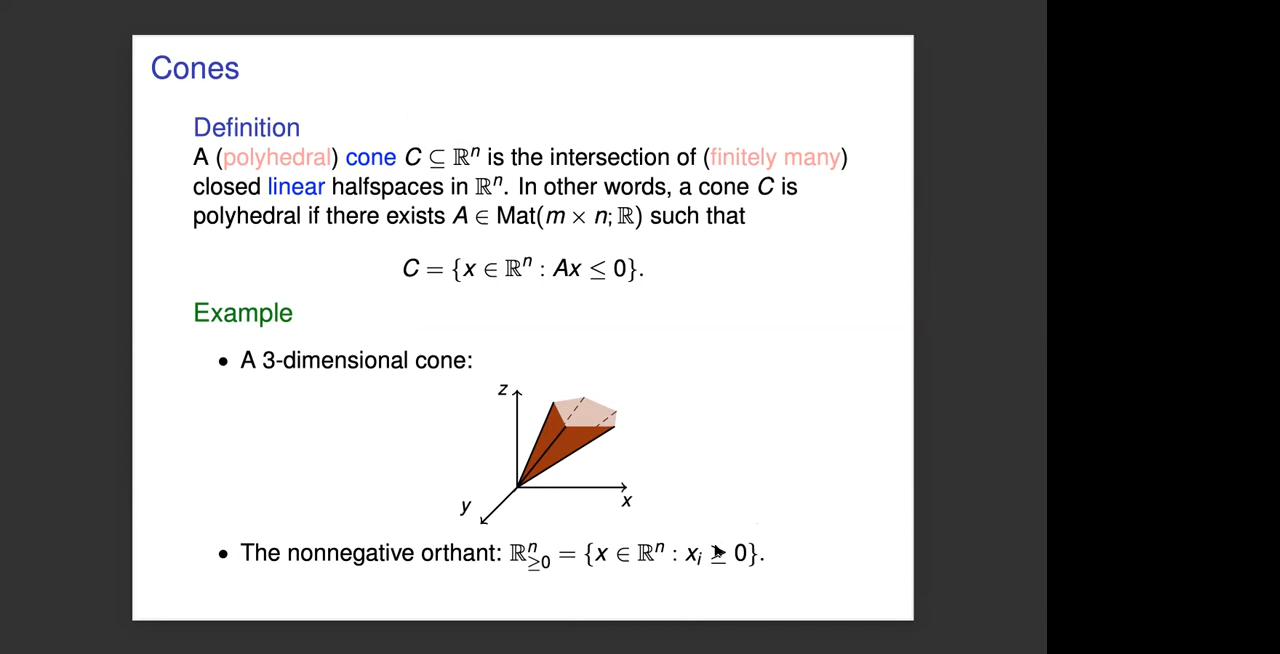 Cones
Definition
A (polyhedral) cone C ⊆ ℝⁿ is the intersection of (finitely many)
closed linear halfspaces in ℝⁿ. In other words, a cone C is
polyhedral if there exists A ∈ Mat(m × n; ℝ) such that
C = {x ∈ ℝⁿ : Ax ≤ 0}.
Example
• A 3-dimensional cone:
z
y
x
• The nonnegative orthant: ℝⁿ≥0 = {x ∈ ℝⁿ : xᵢ ≥ 0}.